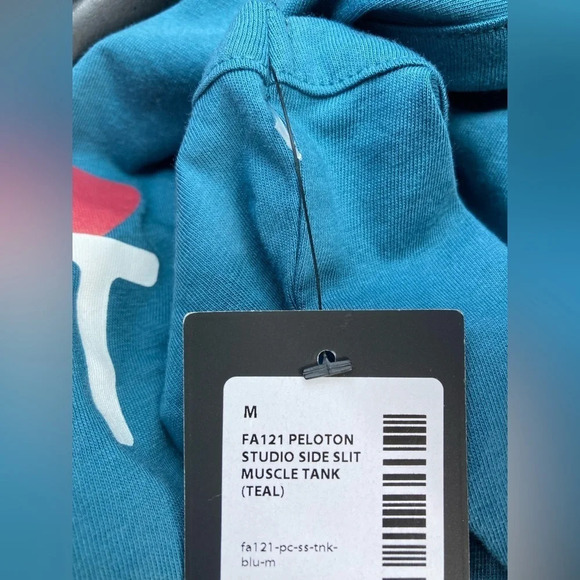 T
M
FA121 PELOTON
STUDIO SIDE SLIT
MUSCLE TANK
(TEAL)
fa121-pc-ss-tnk-
blu-m